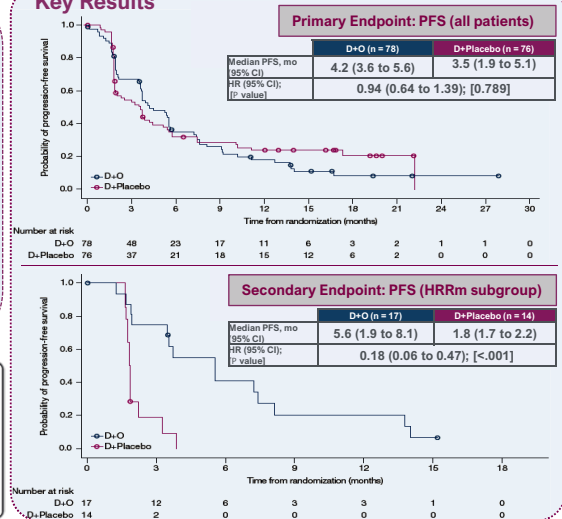 Key Results
Primary Endpoint: PFS (all patients)
D+O (n = 78) D+Placebo (n = 76)
Median PFS, mo (95% CI) 4.2 (3.6 to 5.6) 3.5 (1.9 to 5.1)
HR (95% CI); [P value] 0.94 (0.64 to 1.39); [0.789]
Probability of progression-free survival
1.0
0.8
0.6
0.4
0.2
0.0
D+O
D+Placebo
0 3 6 9 12 15 18 21 24 27 30
Time from randomization (months)
Number at risk
D+O 78 48 23 17 11 6 3 2 1 1 0
D+Placebo 76 37 21 18 15 12 6 2 0 0 0
Secondary Endpoint: PFS (HRRm subgroup)
D+O (n = 17) D+Placebo (n = 14)
Median PFS, mo (95% CI) 5.6 (1.9 to 8.1) 1.8 (1.7 to 2.2)
HR (95% CI); [P value] 0.18 (0.06 to 0.47); [<.001]
Probability of progression-free survival
1.0
0.8
0.6
0.4
0.2
0.0
D+O
D+Placebo
0 3 6 9 12 15 18
Time from randomization (months)
Number at risk
D+O 17 12 6 3 3 1 0
D+Placebo 14 2 0 0 0 0 0